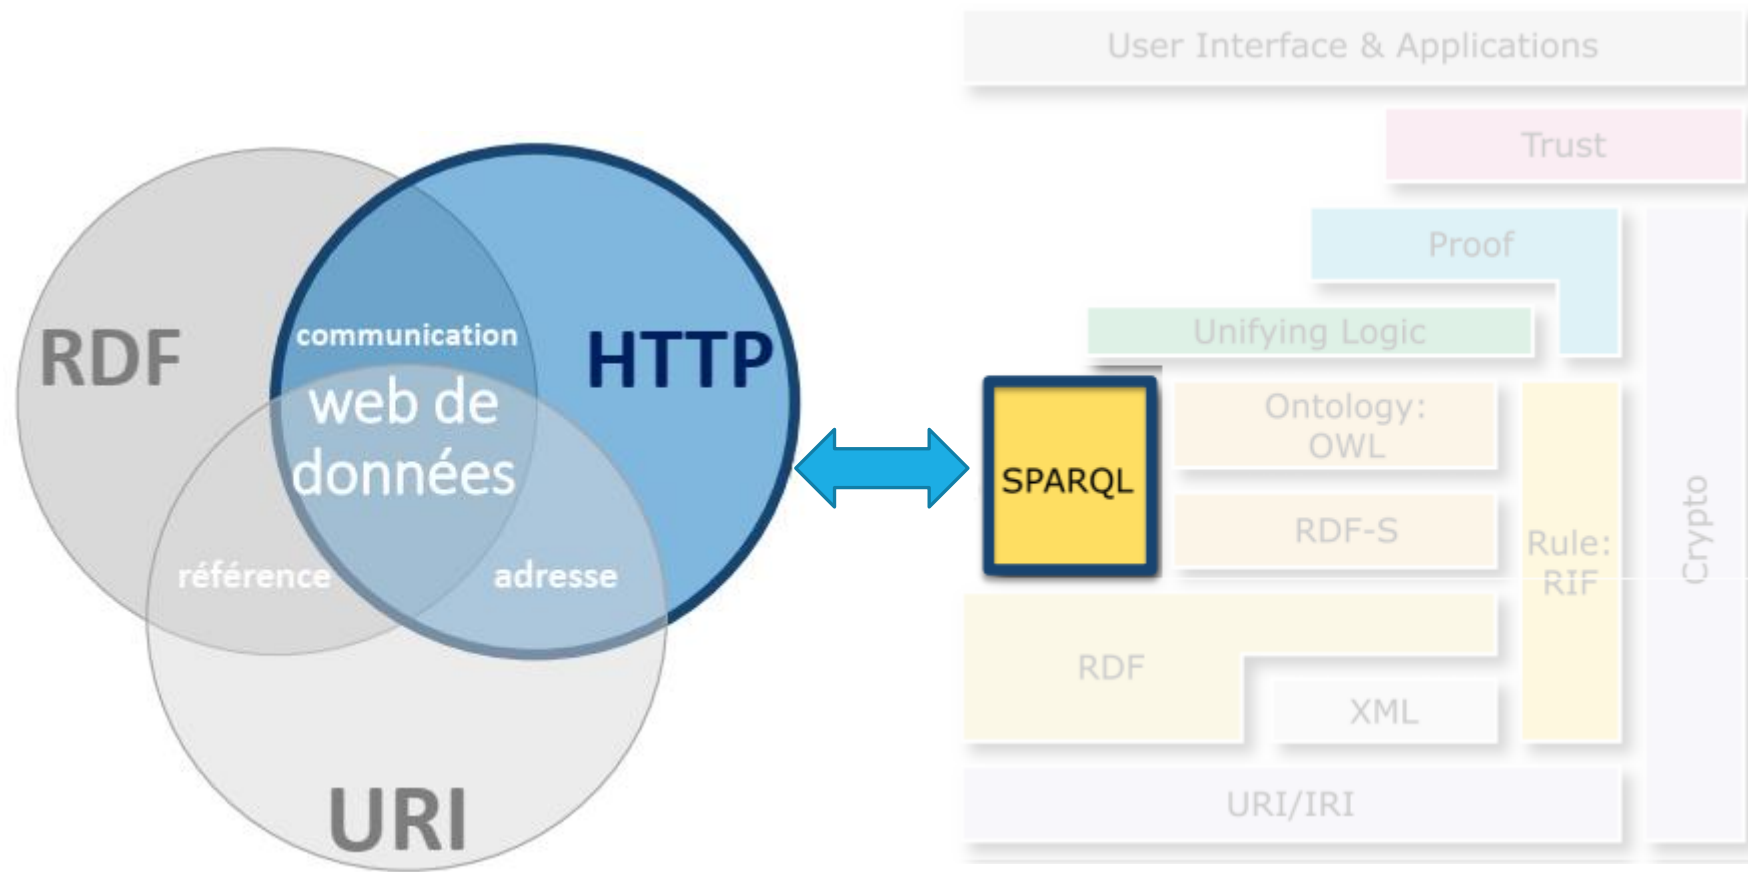 RDF
communication
HTTP
web de
données
référence
adresse
URI
User Interface & Applications
Trust
Proof
Unifying Logic
SPARQL
Ontology:
OWL
RDF-S
Rule:
RIF
Crypto
RDF
XML
URI/IRI